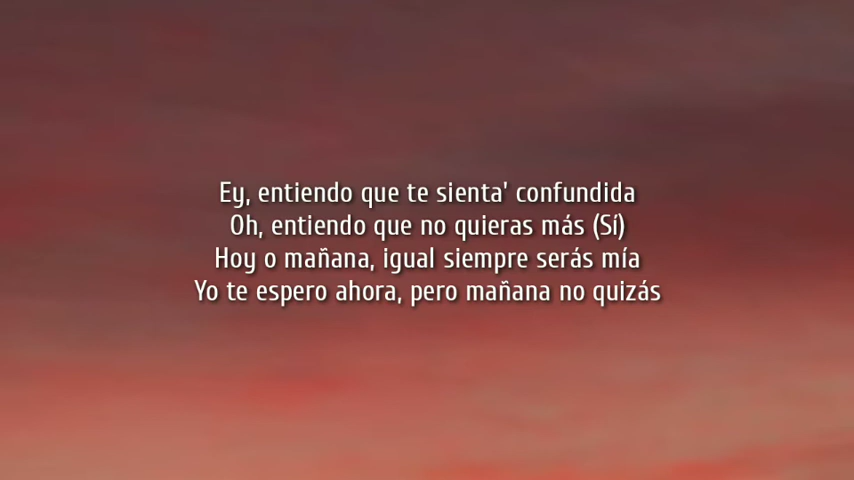 Ey, entiendo que te sienta' confundida
Oh, entiendo que no quieras más (Sí)
Hoy o mañana, igual siempre serás mía
Yo te espero ahora, pero mañana no quizás